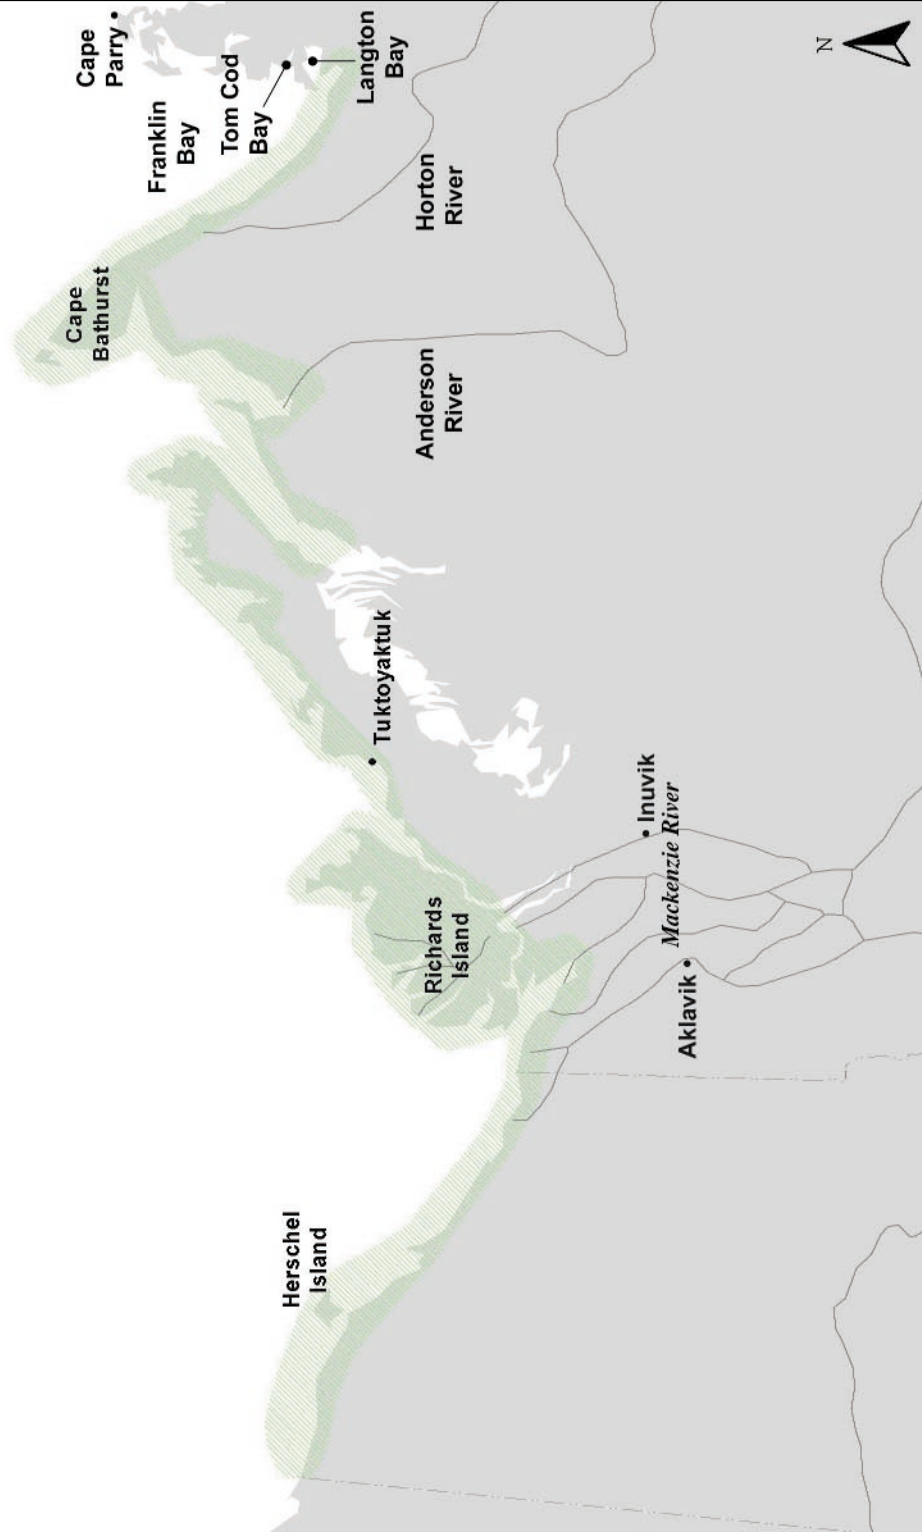 Cape
Parry
Franklin
Bay
Tom Cod
Bay
Langton
Bay
Cape
Bathurst
Horton
River
Anderson
River
Tuktoyaktuk
Inuvik
Mackenzie River
Richards
Island
Aklavik
Herschel
Island
N